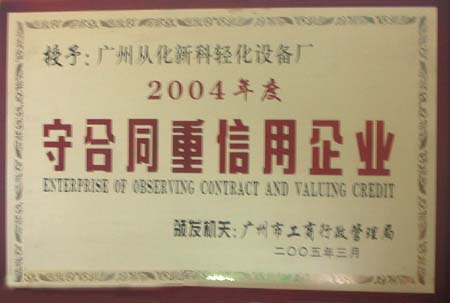 授予：广州从化新科轻化设备厂
2004年度
守合同重信用企业
ENTERPRISE OF OBSERVING CONTRACT AND VALUING CREDIT
颁发机关：广州市工商行政管理局
二〇〇五年三月